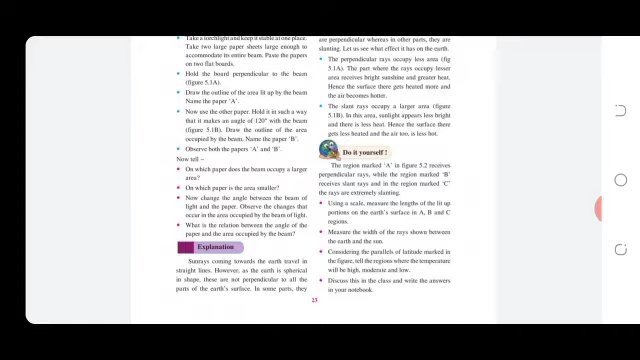 Take a torchlight and keep it stable at one place.
Take two large paper sheets large enough to
accommodate its entire beam. Paste the papers
on two flat boards.
Hold the board perpendicular to the beam
(figure 5.1A).
Draw the outline of the area lit up by the beam
Name the paper ‘A’.
Now use the other paper. Hold it in such a way
that it makes an angle of 120° with the beam
(figure 5.1B). Draw the outline of the area
occupied by the beam. Name the paper ‘B’.
Observe both the papers ‘A’ and ‘B’.
Now tell –
On which paper does the beam occupy a larger
area?
On which paper is the area smaller?
Now change the angle between the beam of
light and the paper. Observe the changes that
occur in the area occupied by the beam of light.
What is the relation between the angle of the
paper and the area occupied by the beam?
Explanation
Sunrays coming towards the earth travel in
straight lines. However, as the earth is spherical
in shape, these are not perpendicular to all the
parts of the earth's surface. In some parts, they
are perpendicular whereas in other parts, they are
slanting. Let us see what effect it has on the earth.
The perpendicular rays occupy less area (fig
5.1A). The part where the rays occupy lesser
area receives bright sunshine and greater heat.
Hence the surface there gets heated more and
the air becomes hotter.
The slant rays occupy a larger area (figure
5.1B). In this area, sunlight appears less bright
and there is less heat. Hence the surface there
gets less heated and the air too, is less hot.
Do it yourself !
The region marked ‘A’ in figure 5.2 receives
perpendicular rays, while the region marked ‘B’
receives slant rays and in region marked ‘C’
the rays are extremely slanting.
Using a scale, measure the lengths of the lit up
portions on the earth's surface in A, B and C
regions.
Measure the width of the rays shown between
the earth and the sun.
Considering the parallels of latitude marked in
the figure, tell the regions where the temperature
will be high, moderate and low.
Discuss this in the class and write the answers
in your notebook.
23